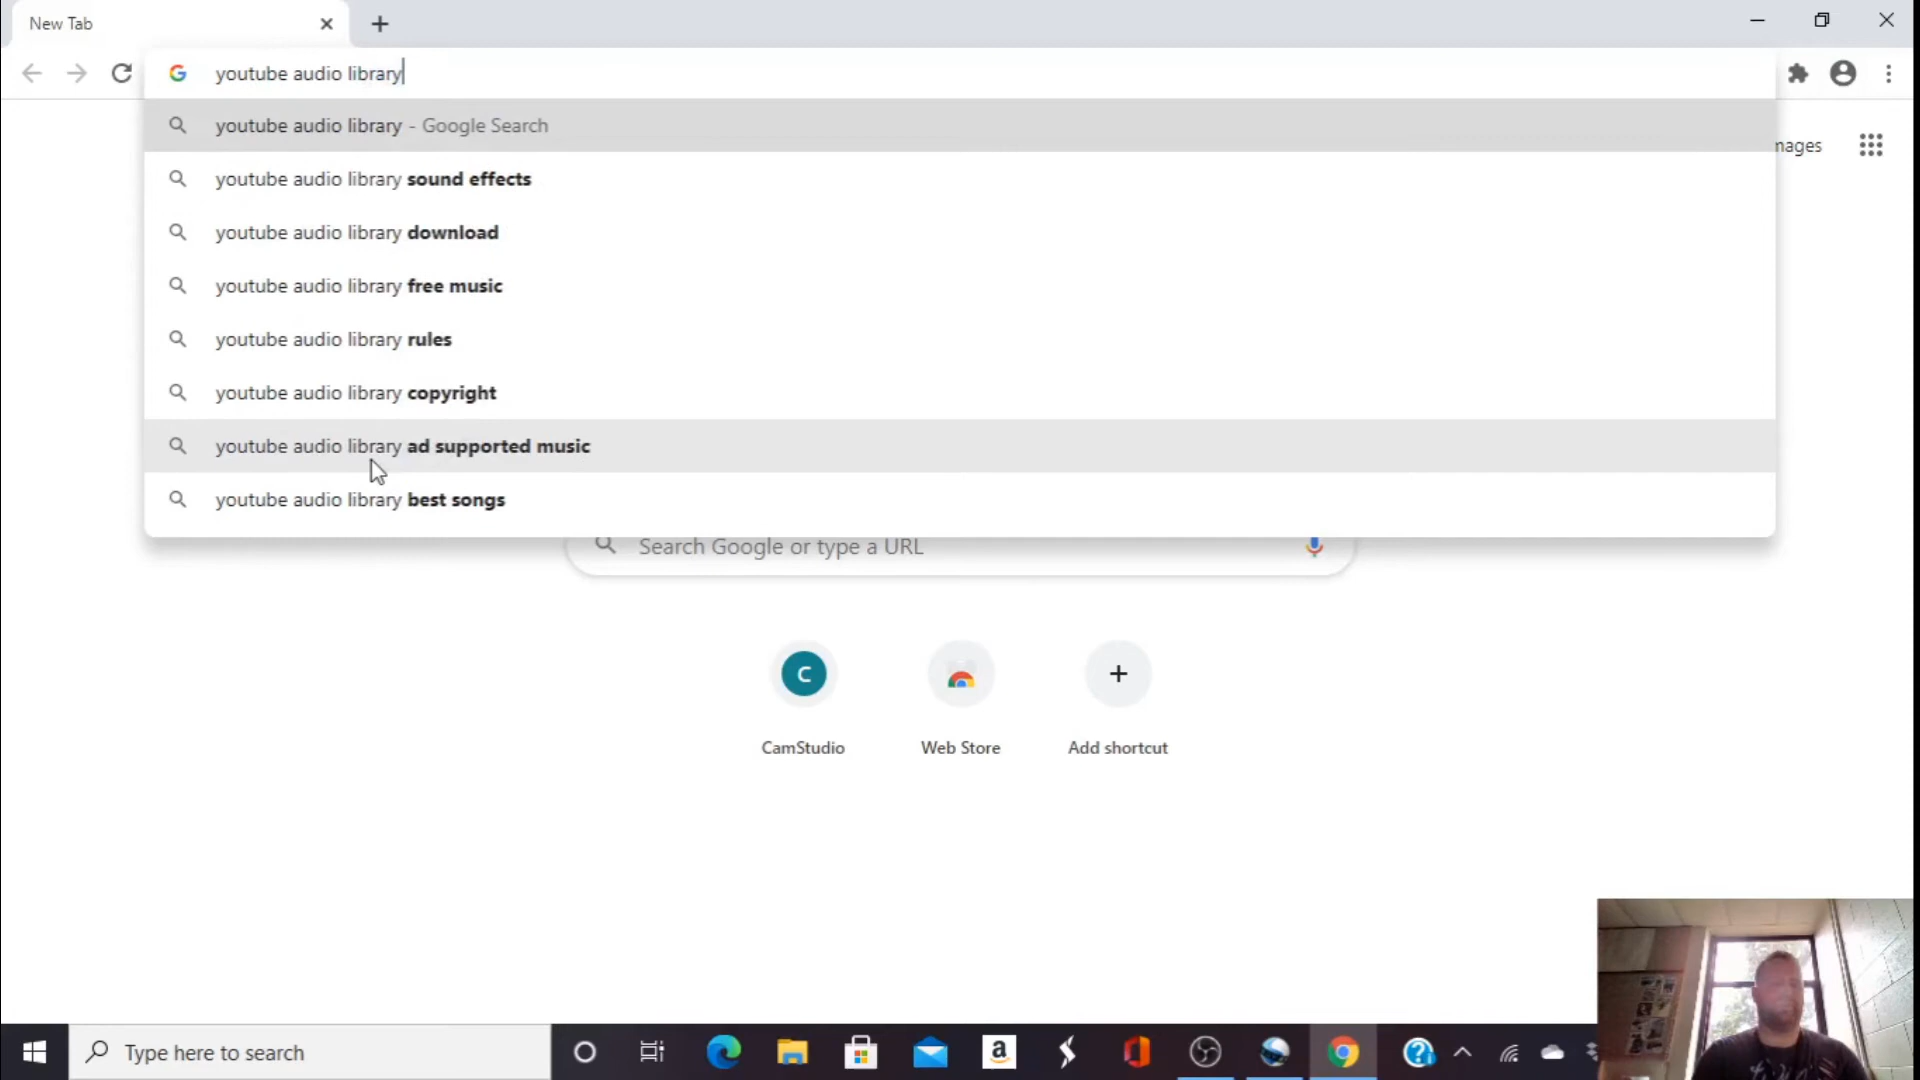 New Tab
youtube audio library
youtube audio library - Google Search
youtube audio library sound effects
youtube audio library download
youtube audio library free music
youtube audio library rules
youtube audio library copyright
youtube audio library ad supported music
youtube audio library best songs
mages
Search Google or type a URL
C
CamStudio
Web Store
Add shortcut
Type here to search
a